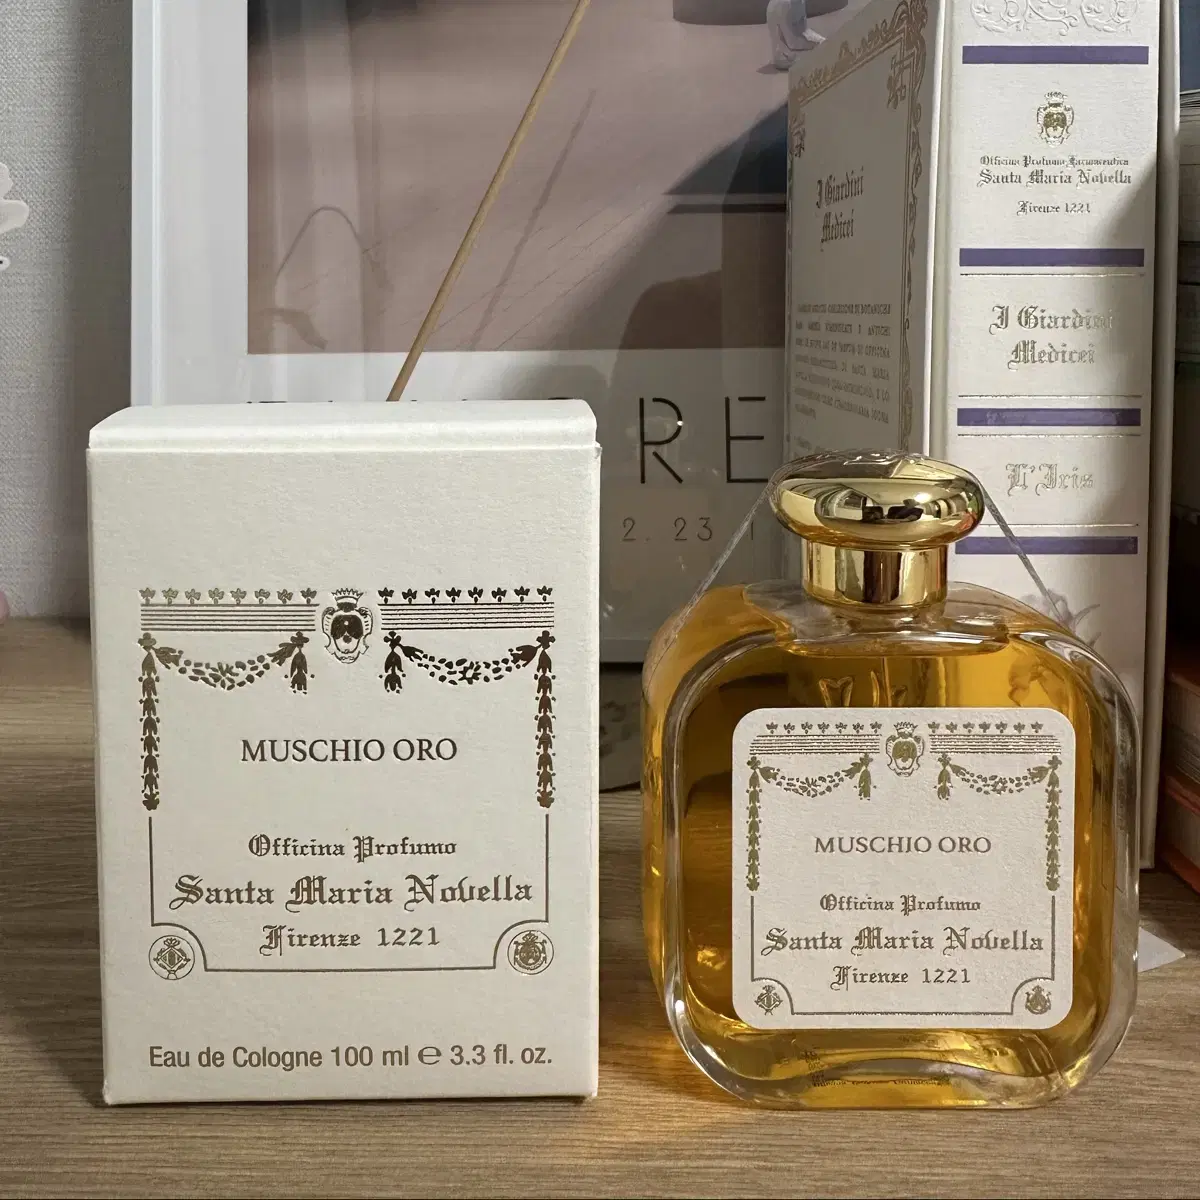 I Giardini
Medicei
Officina Profumo Farmaceutica
Santa Maria Novella
Firenze 1221
I Giardini
Medicei
L'Iris
RE
2. 23
MUSCHIO ORO
Officina Profumo
Santa Maria Novella
Firenze 1221
Eau de Cologne 100 ml ℮ 3.3 fl. oz.
MUSCHIO ORO
Officina Profumo
Santa Maria Novella
Firenze 1221